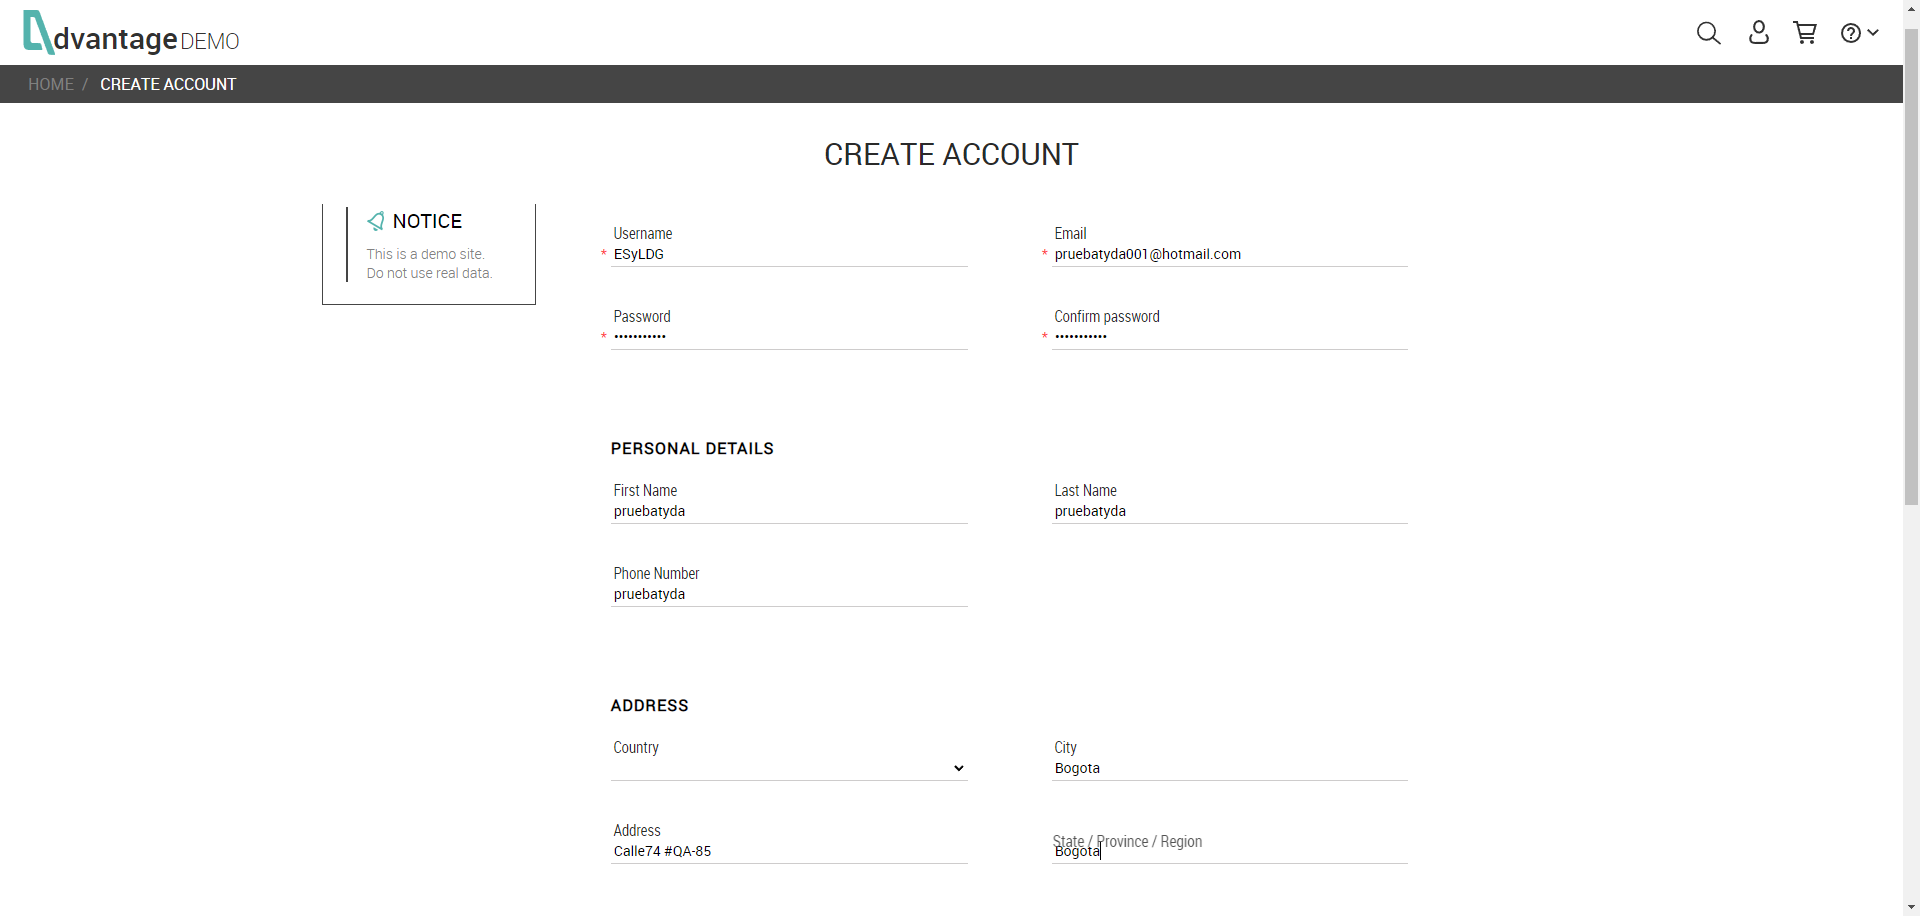 dvantage DEMO
HOME / CREATE ACCOUNT
CREATE ACCOUNT
NOTICE
This is a demo site.
Do not use real data.
Username
* ESyLDG
Email
* pruebatyda001@hotmail.com
Password
* •••••••••••
Confirm password
* •••••••••••
PERSONAL DETAILS
First Name
pruebatyda
Last Name
pruebatyda
Phone Number
pruebatyda
ADDRESS
Country
City
Bogota
Address
Calle74 #QA-85
State / Province / Region
Bogota